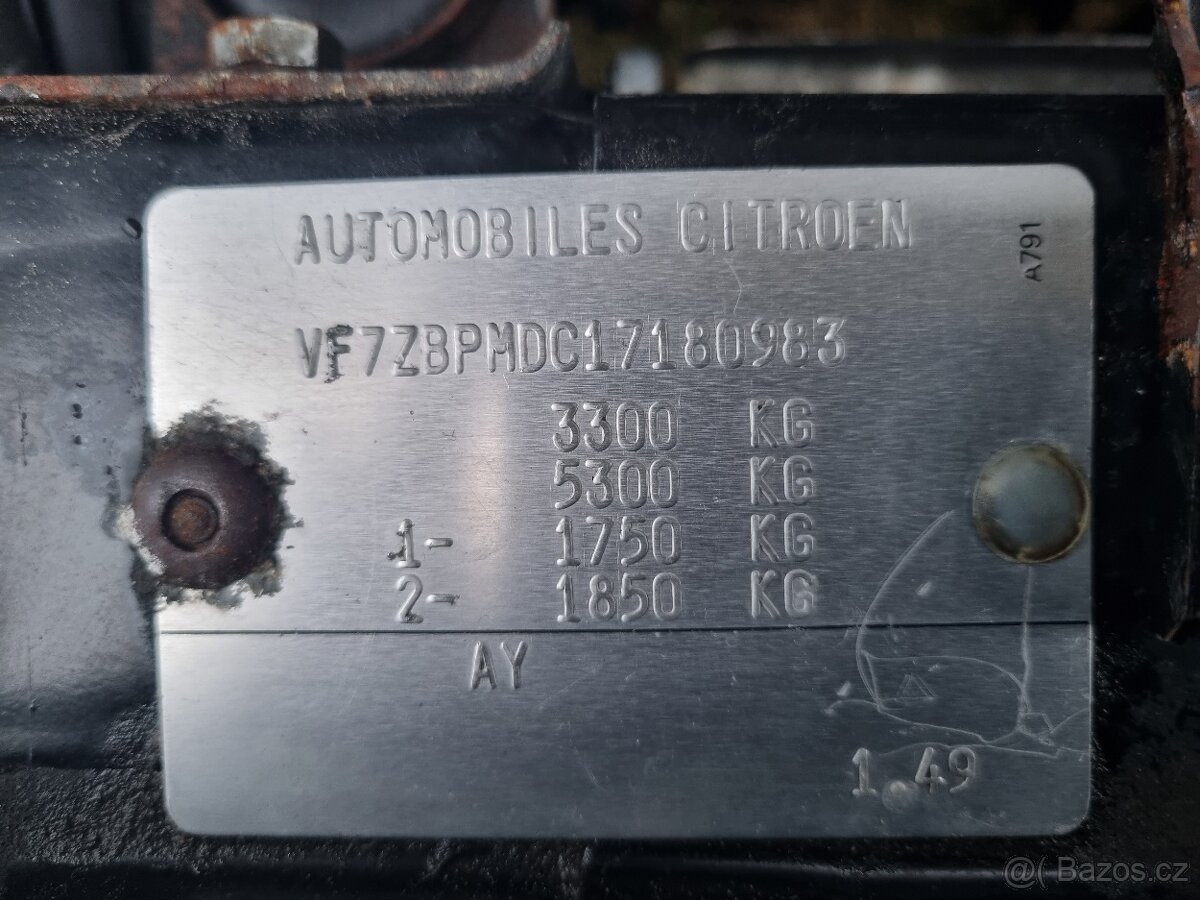 AUTOMOBILES CITROEN
A791
VF7ZBPMDC17180983
3300 KG
5300 KG
1- 1750 KG
2- 1850 KG
AY
1.49
@( Bazos.cz